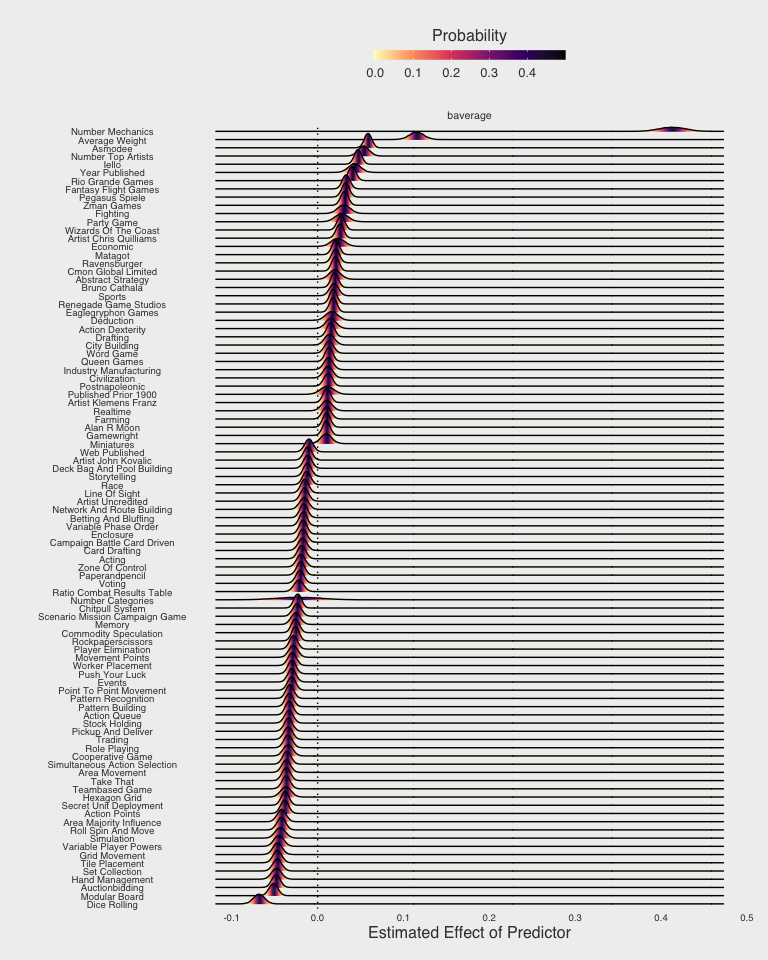 Probability
0.0 0.1 0.2 0.3 0.4
baverage
Number Mechanics
Average Weight
Asmodee
Number Top Artists
Iello
Year Published
Rio Grande Games
Fantasy Flight Games
Pegasus Spiele
Zman Games
Fighting
Party Game
Wizards Of The Coast
Artist Chris Quilliams
Economic
Matagot
Ravensburger
Cmon Global Limited
Abstract Strategy
Bruno Cathala
Sports
Renegade Game Studios
Eaglegryphon Games
Deduction
Action Dexterity
Drafting
City Building
Word Game
Queen Games
Industry Manufacturing
Civilization
Postnapoleonic
Published Prior 1900
Artist Klemens Franz
Realtime
Farming
Alan R Moon
Gamewright
Miniatures
Web Published
Artist John Kovalic
Deck Bag And Pool Building
Storytelling
Race
Line Of Sight
Artist Uncredited
Network And Route Building
Betting And Bluffing
Variable Phase Order
Enclosure
Campaign Battle Card Driven
Card Drafting
Acting
Zone Of Control
Paperandpencil
Voting
Ratio Combat Results Table
Number Categories
Chitpull System
Scenario Mission Campaign Game
Memory
Commodity Speculation
Rockpaperscissors
Player Elimination
Movement Points
Worker Placement
Push Your Luck
Events
Point To Point Movement
Pattern Recognition
Pattern Building
Action Queue
Stock Holding
Pickup And Deliver
Trading
Role Playing
Cooperative Game
Simultaneous Action Selection
Area Movement
Take That
Teambased Game
Hexagon Grid
Secret Unit Deployment
Action Points
Area Majority Influence
Roll Spin And Move
Simulation
Variable Player Powers
Grid Movement
Tile Placement
Set Collection
Hand Management
Auctionbidding
Modular Board
Dice Rolling
-0.1 0.0 0.1 0.2 0.3 0.4 0.5
Estimated Effect of Predictor